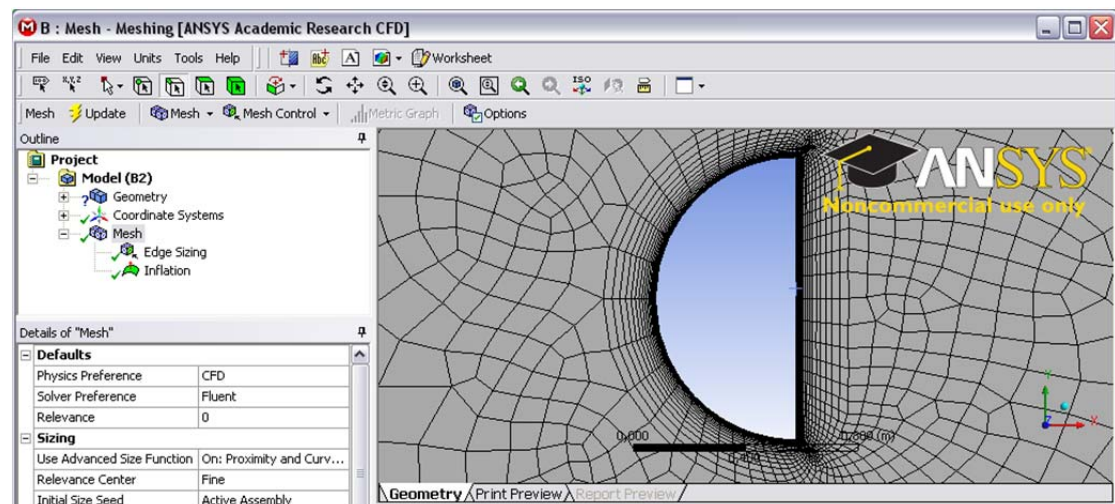 B : Mesh - Meshing [ANSYS Academic Research CFD]
File Edit View Units Tools Help Worksheet
Mesh Update Mesh Mesh Control Metric Graph Options
Outline
Project
Model (B2)
Geometry
Coordinate Systems
Mesh
Edge Sizing
Inflation
Details of "Mesh"
Defaults
Physics Preference CFD
Solver Preference Fluent
Relevance 0
Sizing
Use Advanced Size Function On: Proximity and Curv...
Relevance Center Fine
Initial Size Seed Active Assembly
ANSYS
Noncommercial use only
Y
X
Z
0.000
(m)
Geometry Print Preview Report Preview